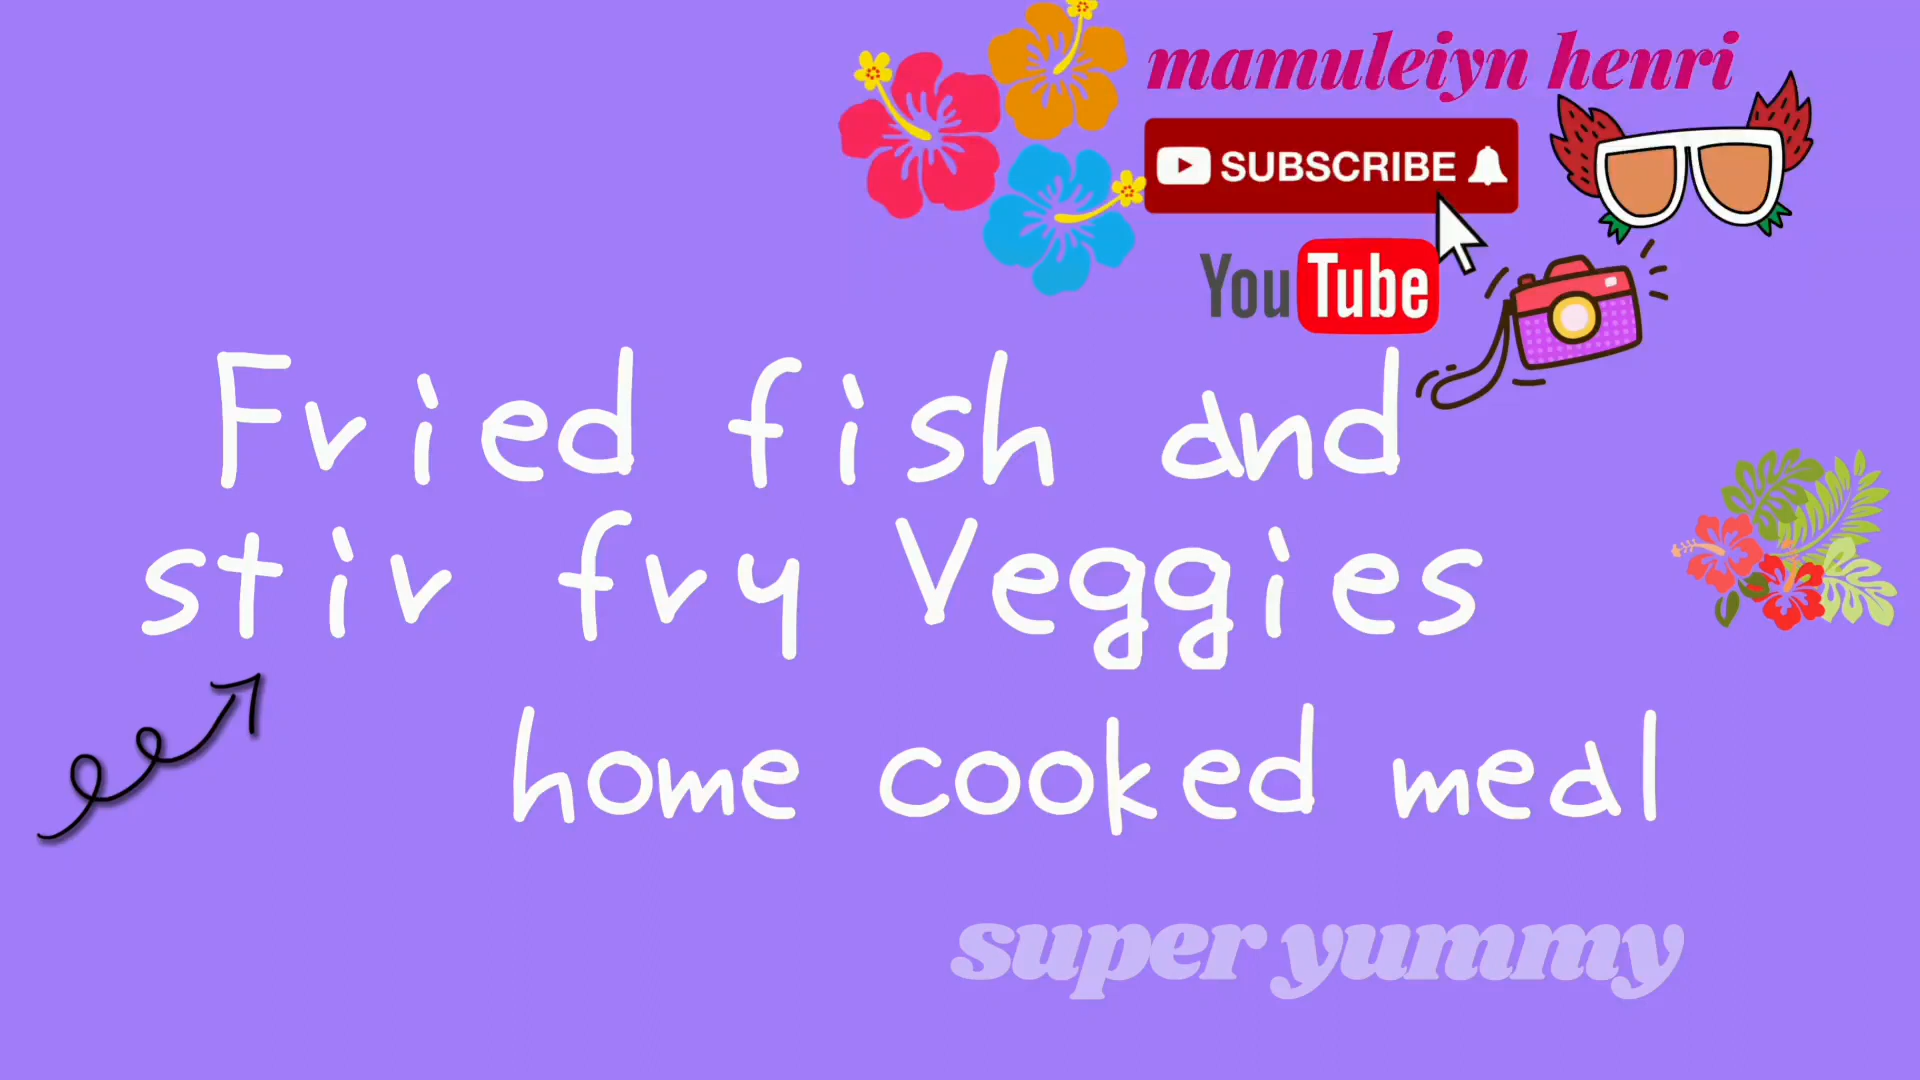 mamuleiyn henri
SUBSCRIBE
YouTube
Fried fish and
stir fry Veggies
home cooked meal
super yummy